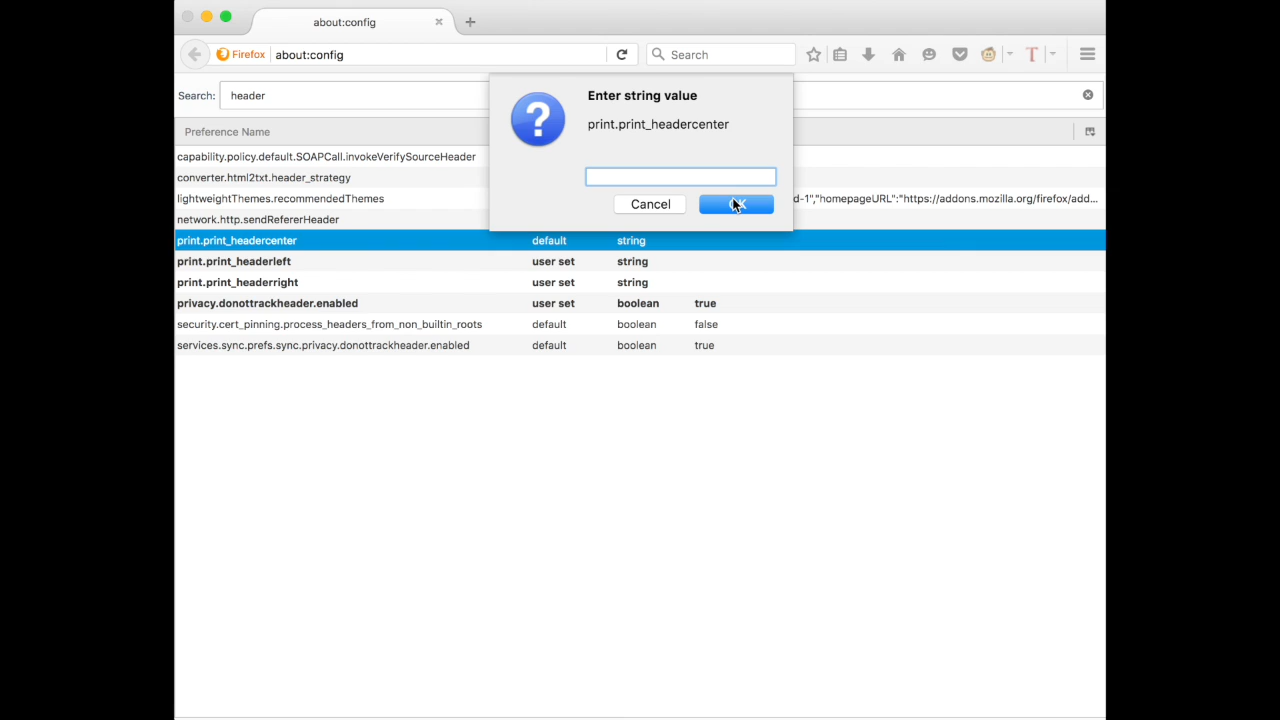 about:config
Firefox about:config Search
Search: header
Enter string value
print.print_headercenter
Cancel
Preference Name
capability.policy.default.SOAPCall.invokeVerifySourceHeader
converter.html2txt.header_strategy
lightweightThemes.recommendedThemes d-1","homepageURL":"https://addons.mozilla.org/firefox/add...
network.http.sendRefererHeader
print.print_headercenter default string
print.print_headerleft user set string
print.print_headerright user set string
privacy.donottrackheader.enabled user set boolean true
security.cert_pinning.process_headers_from_non_builtin_roots default boolean false
services.sync.prefs.sync.privacy.donottrackheader.enabled default boolean true